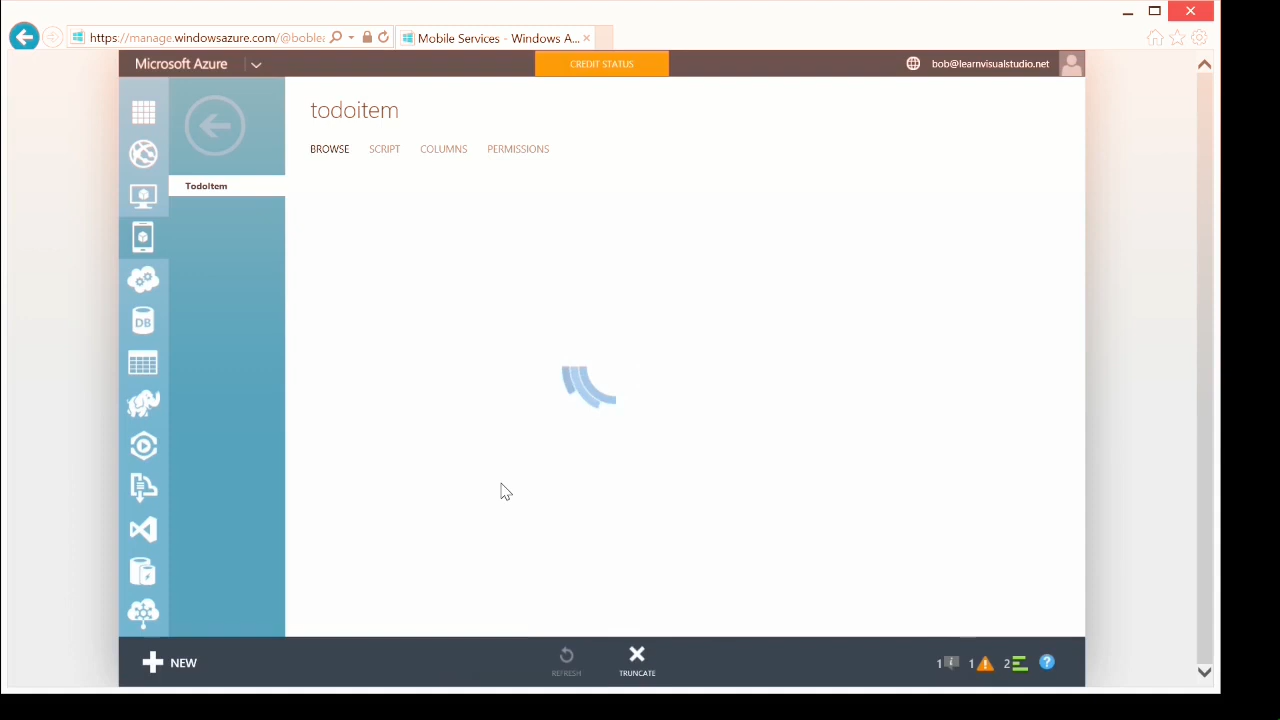 https://manage.windowsazure.com/@boblea
Mobile Services - Windows A...
Microsoft Azure
CREDIT STATUS
bob@learnvisualstudio.net
todoitem
BROWSE SCRIPT COLUMNS PERMISSIONS
TodoItem
DB
NEW
REFRESH
TRUNCATE
1 1 2 ?